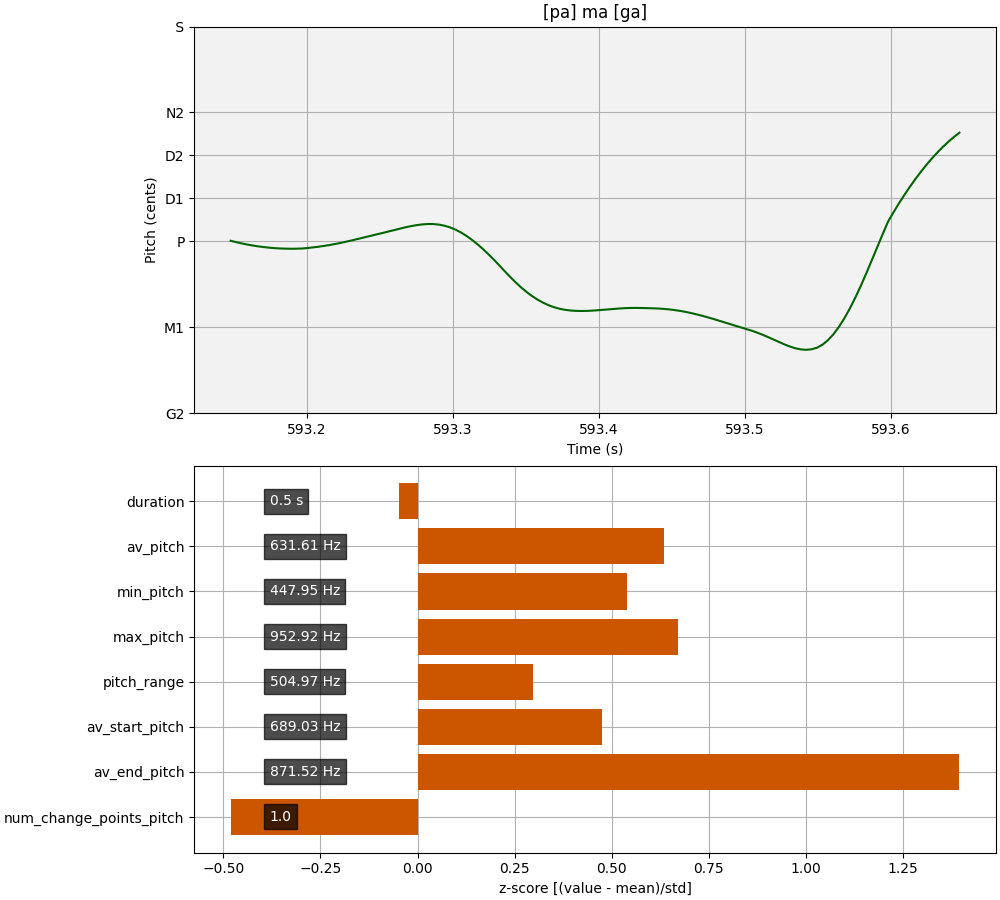 [pa] ma [ga]
S
N2
D2
D1
P
M1
G2
Pitch (cents)
593.2 593.3 593.4 593.5 593.6
Time (s)
duration 0.5 s
av_pitch 631.61 Hz
min_pitch 447.95 Hz
max_pitch 952.92 Hz
pitch_range 504.97 Hz
av_start_pitch 689.03 Hz
av_end_pitch 871.52 Hz
num_change_points_pitch 1.0
−0.50 −0.25 0.00 0.25 0.50 0.75 1.00 1.25
z-score [(value - mean)/std]